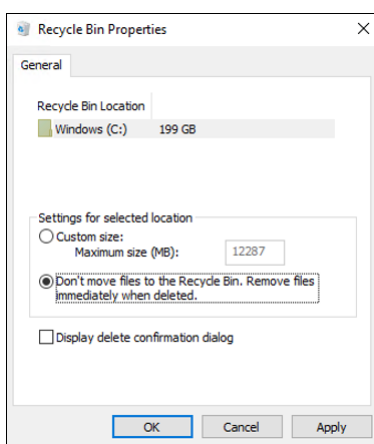 Recycle Bin Properties
General
Recycle Bin Location
Windows (C:) 199 GB
Settings for selected location
Custom size:
Maximum size (MB): 12287
Don't move files to the Recycle Bin. Remove files
immediately when deleted.
Display delete confirmation dialog
OK Cancel Apply